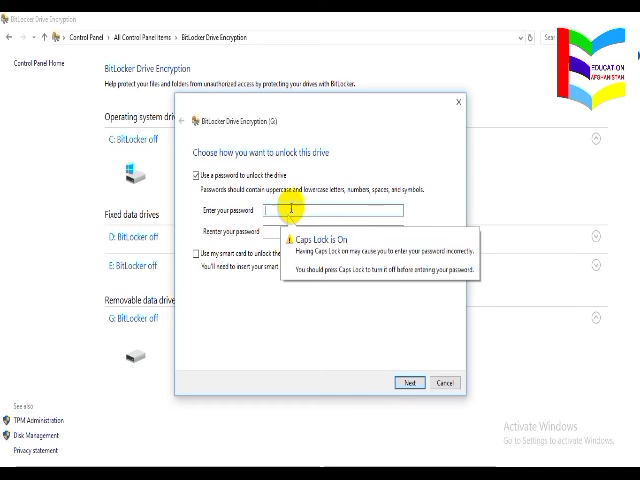 BitLocker Drive Encryption
Control Panel > All Control Panel Items > BitLocker Drive Encryption
Sear
EDUCATION
AFGHANISTAN
Control Panel Home
BitLocker Drive Encryption
Help protect your files and folders from unauthorized access by protecting your drives with BitLocker.
Operating system driv
C: BitLocker off
Fixed data drives
D: BitLocker off
E: BitLocker off
Removable data drive
G: BitLocker off
BitLocker Drive Encryption (G:)
Choose how you want to unlock this drive
Use a password to unlock the drive
Passwords should contain uppercase and lowercase letters, numbers, spaces, and symbols.
Enter your password
Reenter your password
Caps Lock is On
Having Caps Lock on may cause you to enter your password incorrectly.
You should press Caps Lock to turn it off before entering your password.
Use my smart card to unlock the
You'll need to insert your smart
Next
Cancel
See also
TPM Administration
Disk Management
Privacy statement
Activate Windows
Go to Settings to activate Windows.